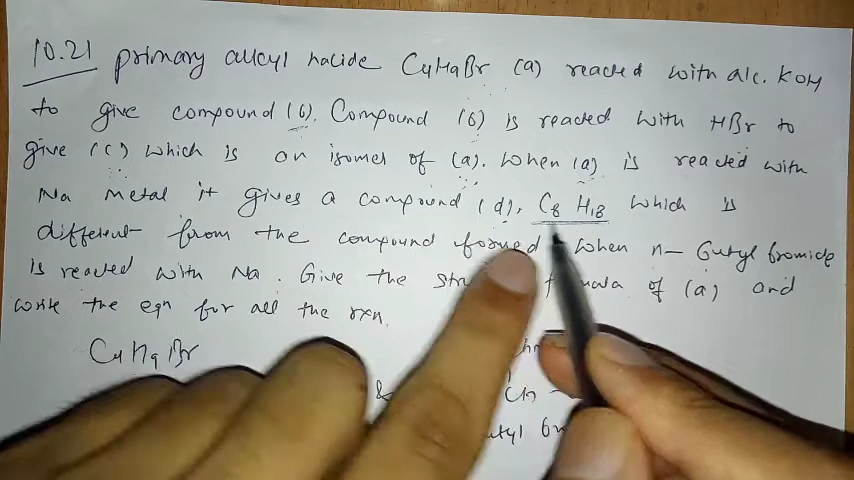 10.21 primary alkyl halide C4H9Br (a) reacted with alc. KOH
to give compound (b). Compound (b) is reacted with HBr to
give (c) which is an isomer of (a). When (a) is reacted with
Na metal it gives a compound (d), C8 H18 which is
different from the compound formed when n- Butyl bromide
is reacted with Na. Give the of (a) and
write the eqn for all the rxn.
C4H9Br
&
CH -